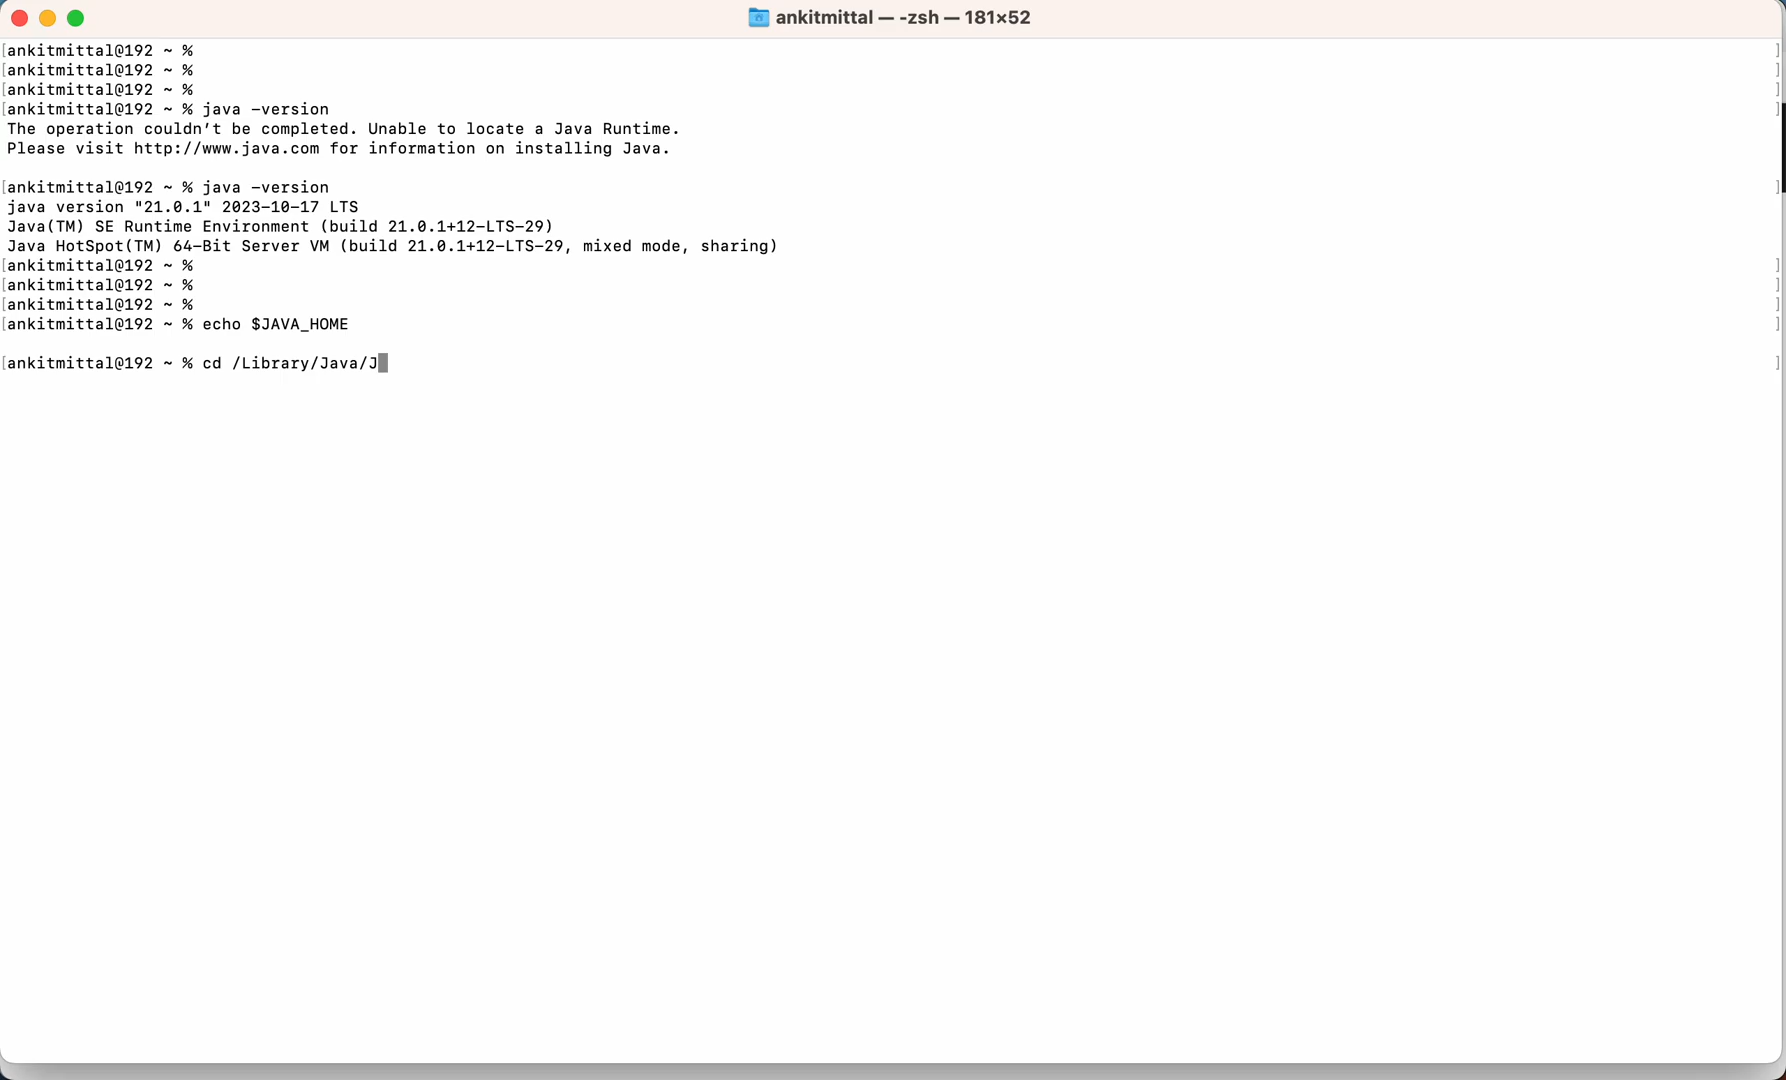 ankitmittal — -zsh — 181×52
[ankitmittal@192 ~ % ]
[ankitmittal@192 ~ % ]
[ankitmittal@192 ~ % ]
[ankitmittal@192 ~ % java -version ]
The operation couldn’t be completed. Unable to locate a Java Runtime.
Please visit http://www.java.com for information on installing Java.
[ankitmittal@192 ~ % java -version ]
java version "21.0.1" 2023-10-17 LTS
Java(TM) SE Runtime Environment (build 21.0.1+12-LTS-29)
Java HotSpot(TM) 64-Bit Server VM (build 21.0.1+12-LTS-29, mixed mode, sharing)
[ankitmittal@192 ~ % ]
[ankitmittal@192 ~ % ]
[ankitmittal@192 ~ % ]
[ankitmittal@192 ~ % echo $JAVA_HOME ]
[ankitmittal@192 ~ % cd /Library/Java/J ]